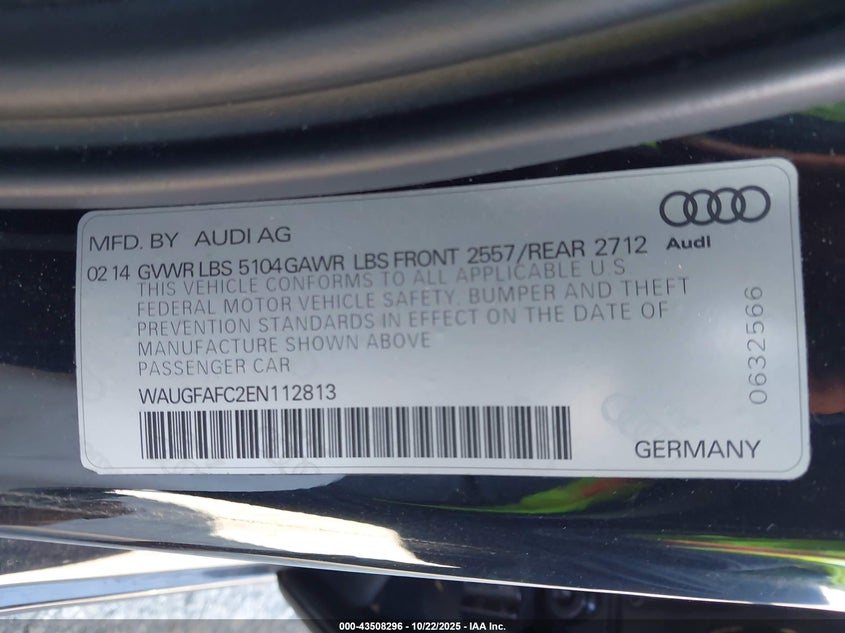 MFD. BY AUDI AG
Audi
02 14 GVWR LBS 5104 GAWR LBS FRONT 2557/REAR 2712
THIS VEHICLE CONFORMS TO ALL APPLICABLE U S
FEDERAL MOTOR VEHICLE SAFETY. BUMPER AND THEFT
PREVENTION STANDARDS IN EFFECT ON THE DATE OF
MANUFACTURE SHOWN ABOVE
PASSENGER CAR
WAUGFAFC2EN112813
0632566
GERMANY
000-43508296 - 10/22/2025 - IAA Inc.